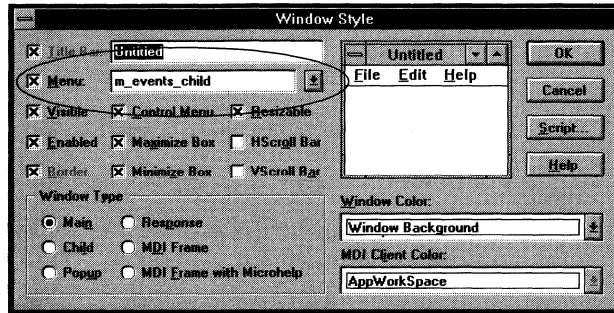 Window Style
Title Bar Untitled
Menu: m_events_child
Visible Control Menu Resizable
Enabled Maximize Box HScroll Bar
Border Minimize Box VScroll Bar
Window Type
Main Response
Child MDI Frame
Popup MDI Frame with Microhelp
Untitled
File Edit Help
OK
Cancel
Script...
Help
Window Color:
Window Background
MDI Client Color:
AppWorkSpace